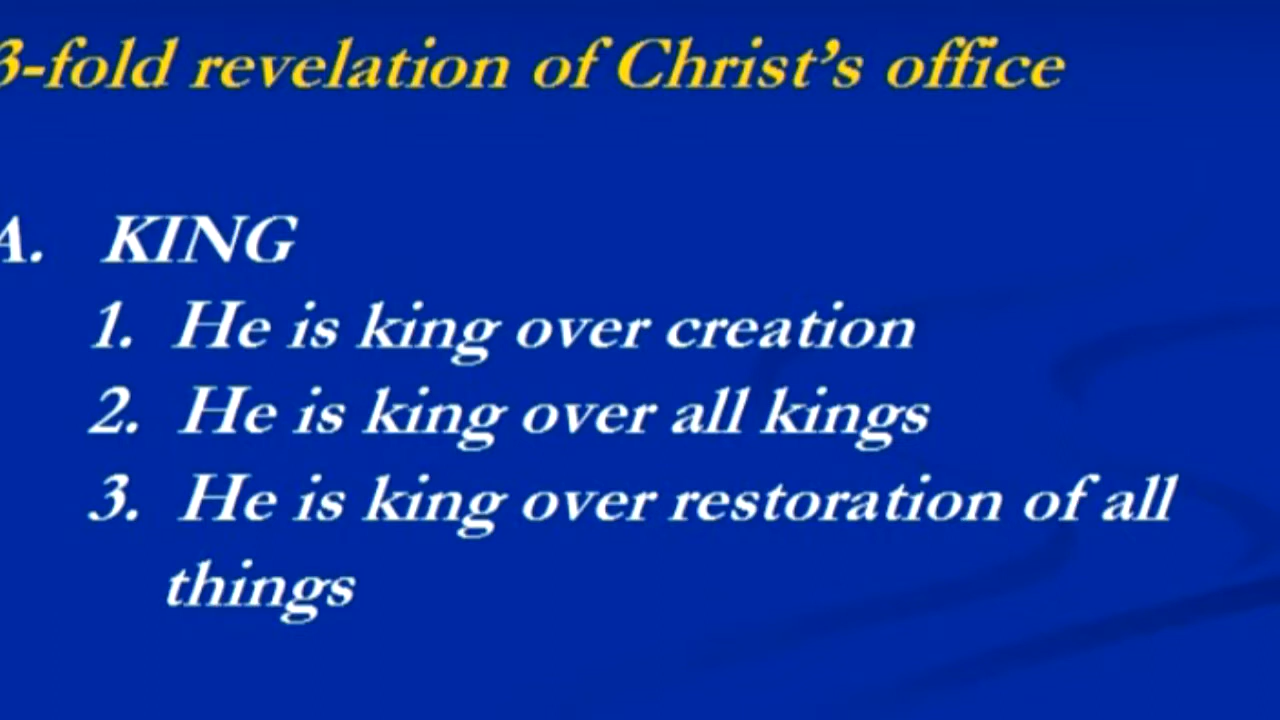 3-fold revelation of Christ's office
A. KING
1. He is king over creation
2. He is king over all kings
3. He is king over restoration of all
things